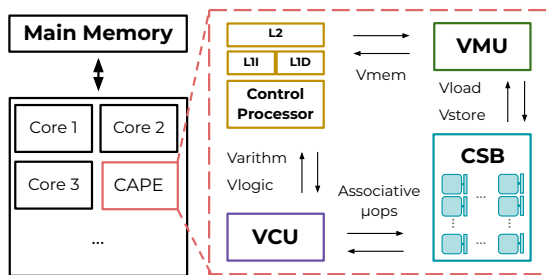 Main Memory
Core 1
Core 2
Core 3
CAPE
...
L2
L1I
L1D
Control
Processor
Vmem
VMU
Vload
Vstore
Varithm
Vlogic
VCU
Associative
μops
CSB
...
...
...